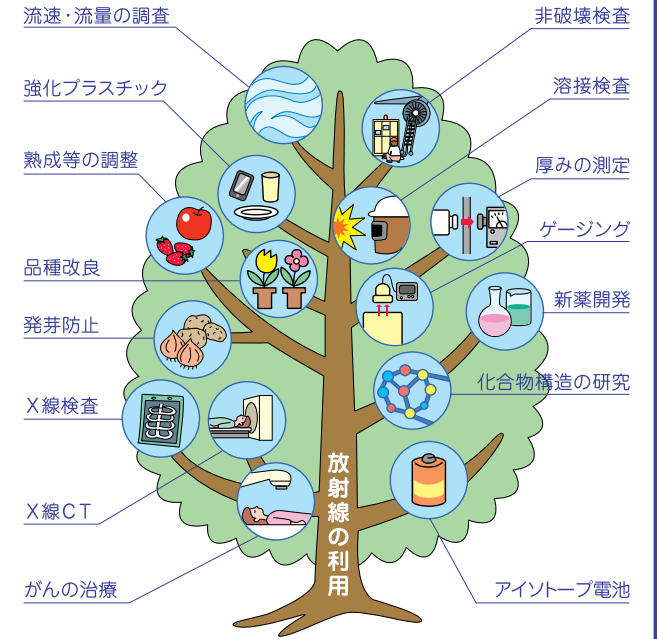 流速・流量の調査
強化プラスチック
熟成等の調整
品種改良
発芽防止
X線検査
X線CT
がんの治療
非破壊検査
溶接検査
厚みの測定
ゲージング
新薬開発
化合物構造の研究
アイソトープ電池
放射線の利用